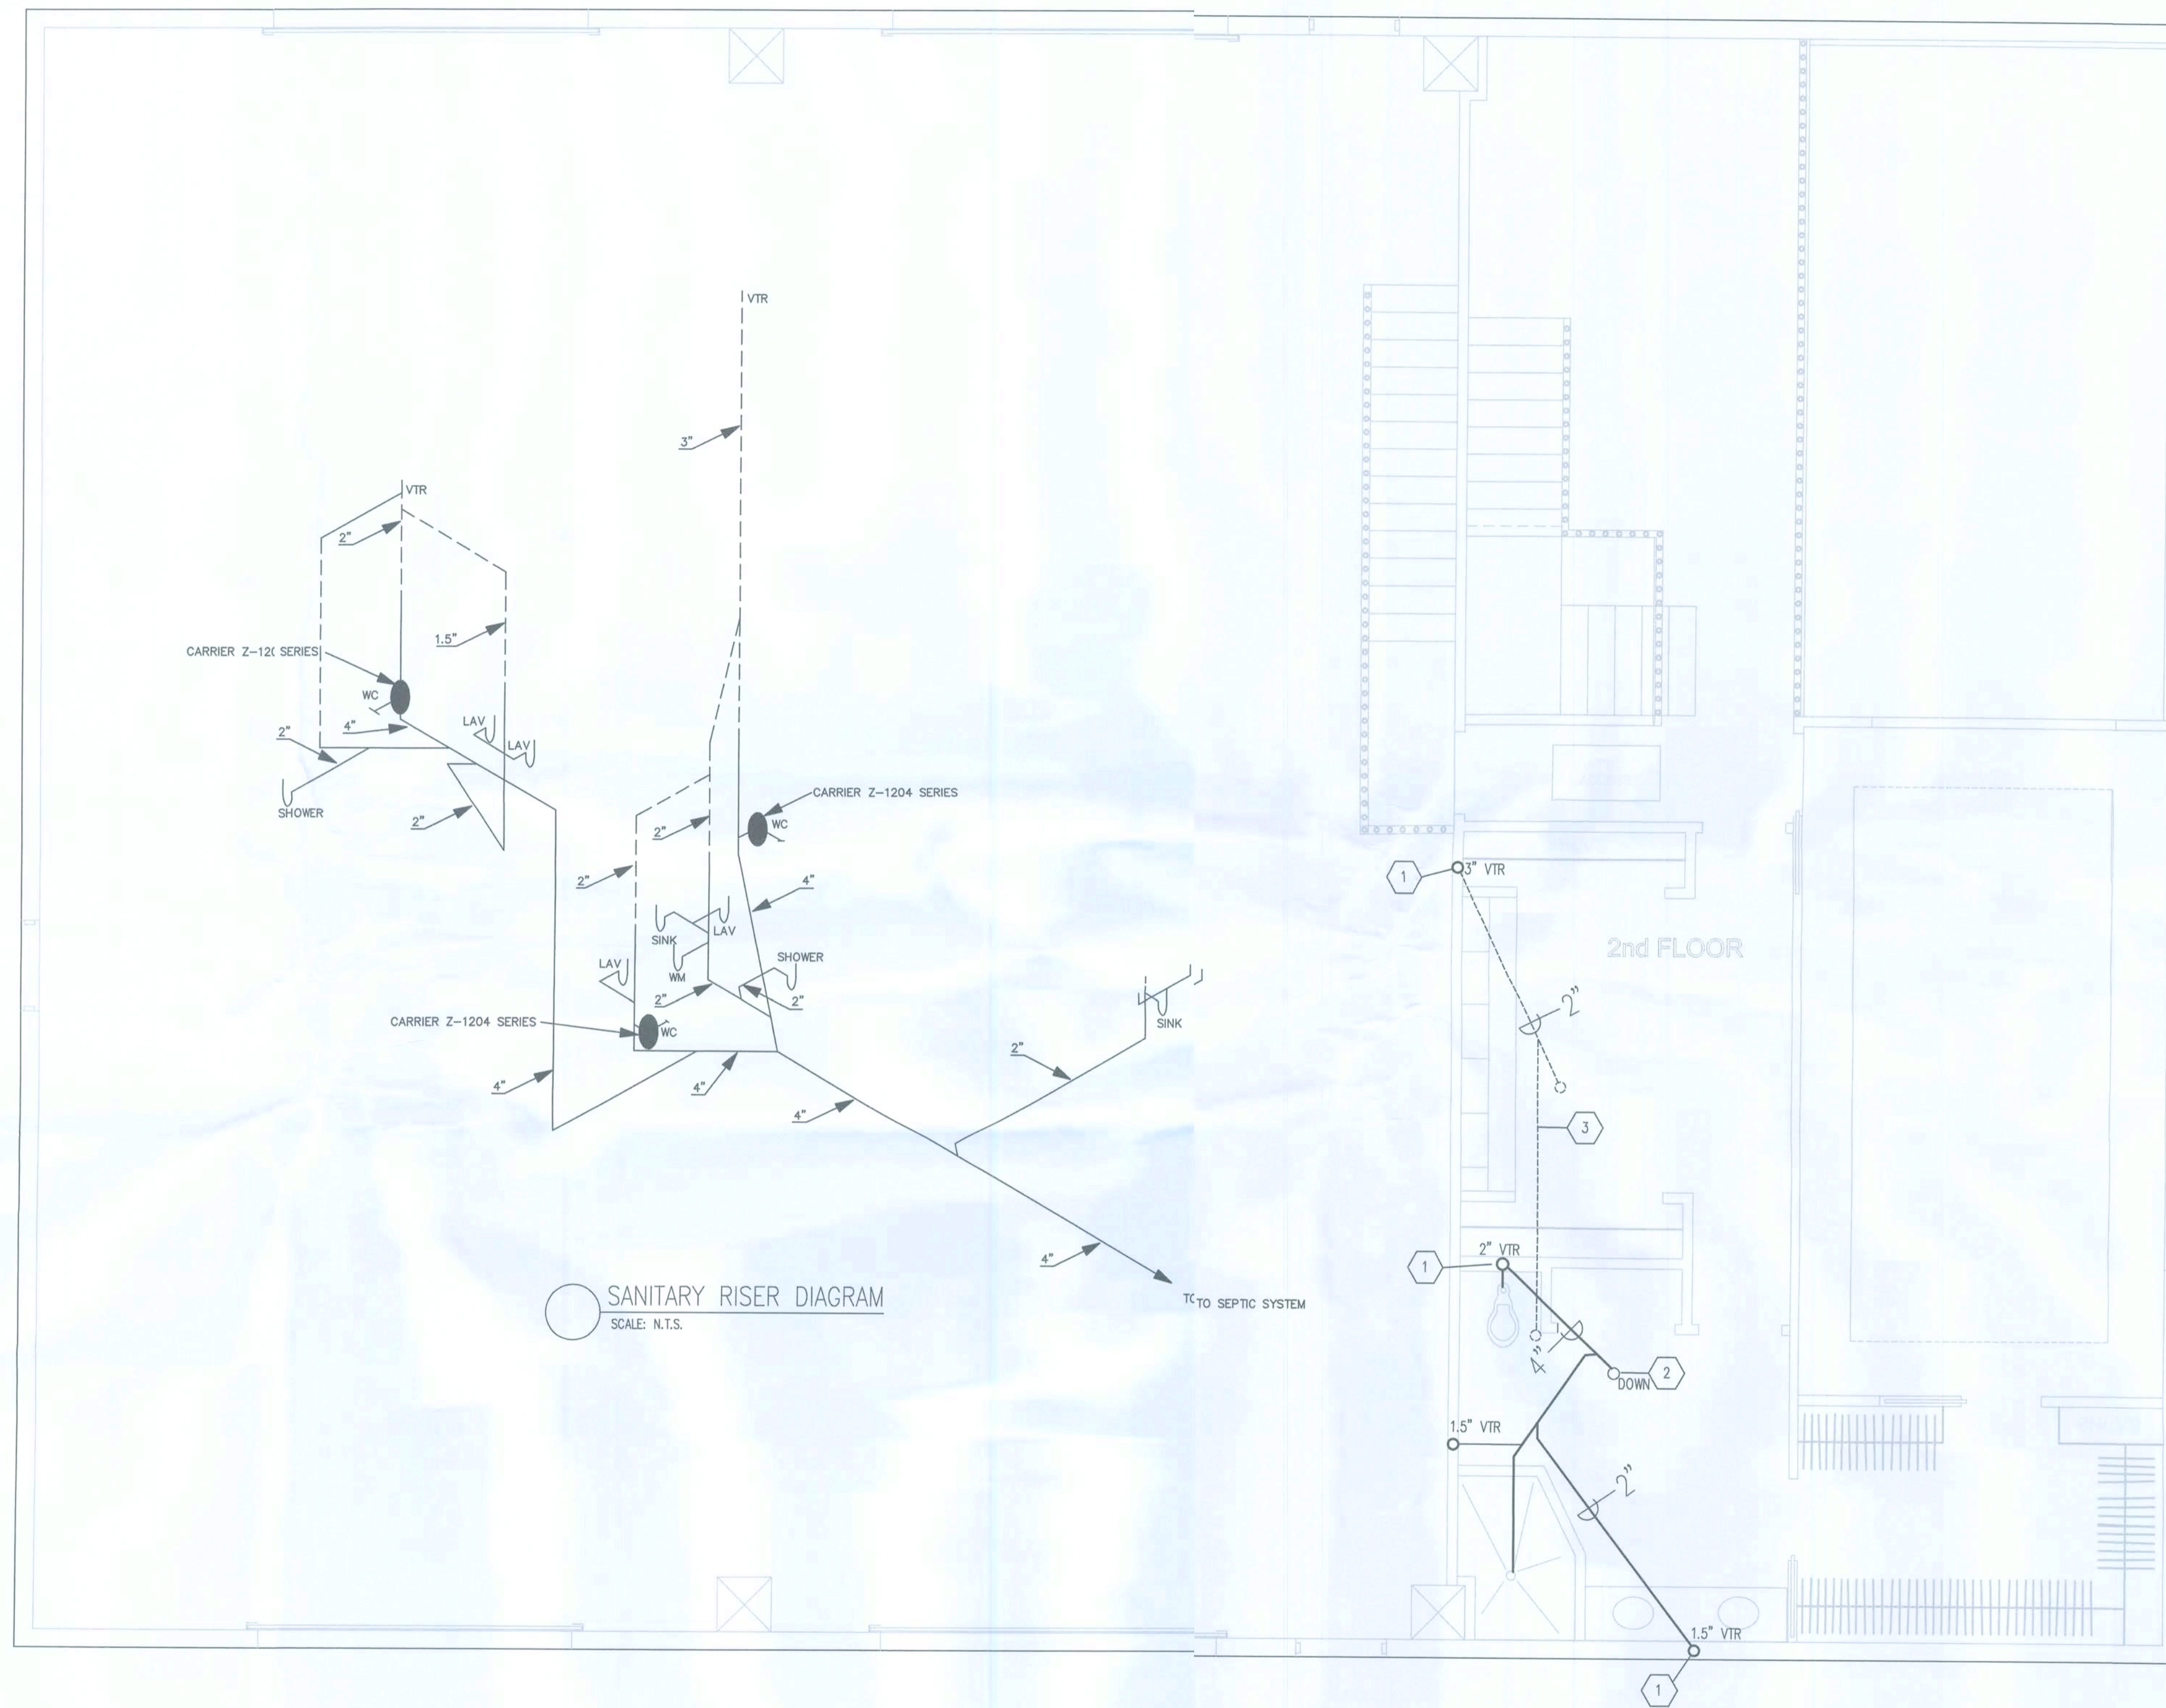 VTR
3"
VTR
2"
1.5"
CARRIER Z-12( SERIES
WC
4"
LAV
LAV
2"
SHOWER
2"
CARRIER Z-1204 SERIES
WC
2"
2"
4"
SINK
LAV
WM
SHOWER
LAV
2"
2"
CARRIER Z-1204 SERIES
WC
SINK
2"
4"
4"
4"
4"
TO SEPTIC SYSTEM
SANITARY RISER DIAGRAM
SCALE: N.T.S.
1
3" VTR
2nd FLOOR
2"
3
2" VTR
1
4"
2
DOWN
1.5" VTR
2"
1.5" VTR
1